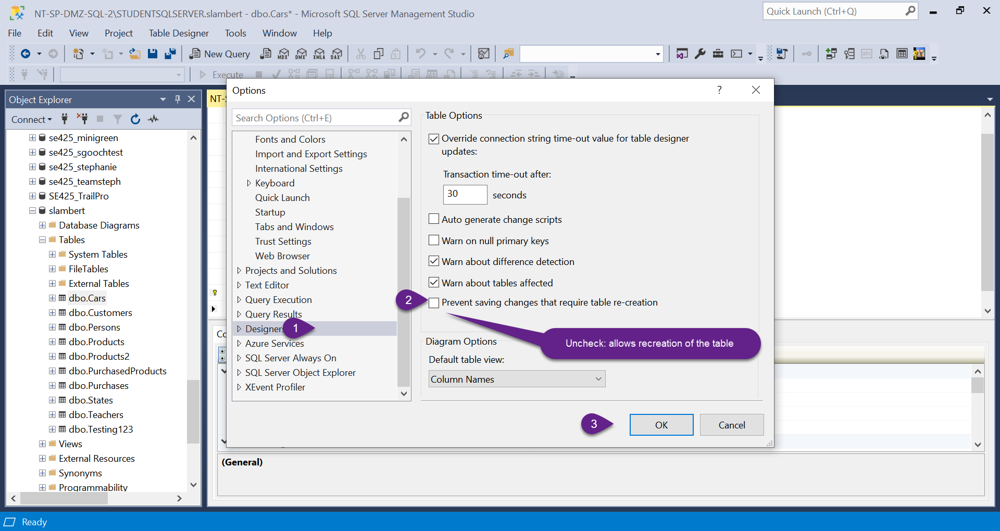 NT-SP-DMZ-SQL-2\STUDENTSQLSERVER.slambert - dbo.Cars* - Microsoft SQL Server Management Studio
Quick Launch (Ctrl+Q)
File Edit View Project Table Designer Tools Window Help
New Query MDX DMX XMLA DAX
abc
Execute
Object Explorer
Connect
se425_minigreen
se425_sgoochtest
se425_stephanie
se425_teamsteph
SE425_TrailPro
slambert
Database Diagrams
Tables
System Tables
FileTables
External Tables
dbo.Cars
dbo.Customers
dbo.Persons
dbo.Products
dbo.Products2
dbo.PurchasedProducts
dbo.Purchases
dbo.States
dbo.Teachers
dbo.Testing123
Views
External Resources
Synonyms
Programmability
NT-S
Co
Options
?
Search Options (Ctrl+E)
Fonts and Colors
Import and Export Settings
International Settings
Keyboard
Quick Launch
Startup
Tabs and Windows
Trust Settings
Web Browser
Projects and Solutions
Text Editor
Query Execution
Query Results
Designers
1
Azure Services
SQL Server Always On
SQL Server Object Explorer
XEvent Profiler
Table Options
Override connection string time-out value for table designer
updates:
Transaction time-out after:
30 seconds
Auto generate change scripts
Warn on null primary keys
Warn about difference detection
Warn about tables affected
2 Prevent saving changes that require table re-creation
Uncheck: allows recreation of the table
Diagram Options
Default table view:
Column Names
3
OK
Cancel
(General)
Ready